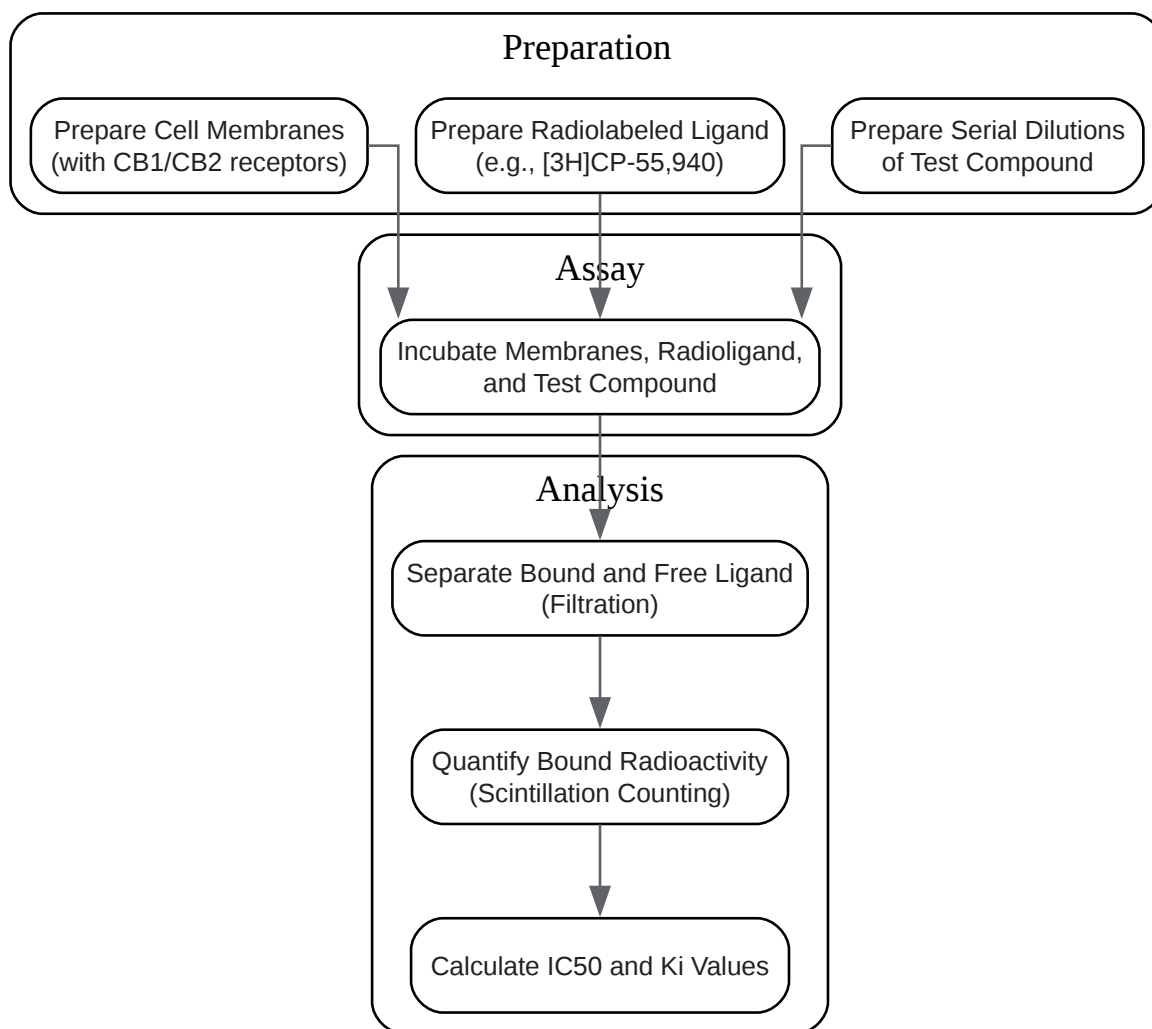 Preparation
Prepare Cell Membranes
(with CB1/CB2 receptors)
Prepare Radiolabeled Ligand
(e.g., [3H]CP-55,940)
Prepare Serial Dilutions
of Test Compound
Assay
Incubate Membranes, Radioligand,
and Test Compound
Analysis
Separate Bound and Free Ligand
(Filtration)
Quantify Bound Radioactivity
(Scintillation Counting)
Calculate IC50 and Ki Values